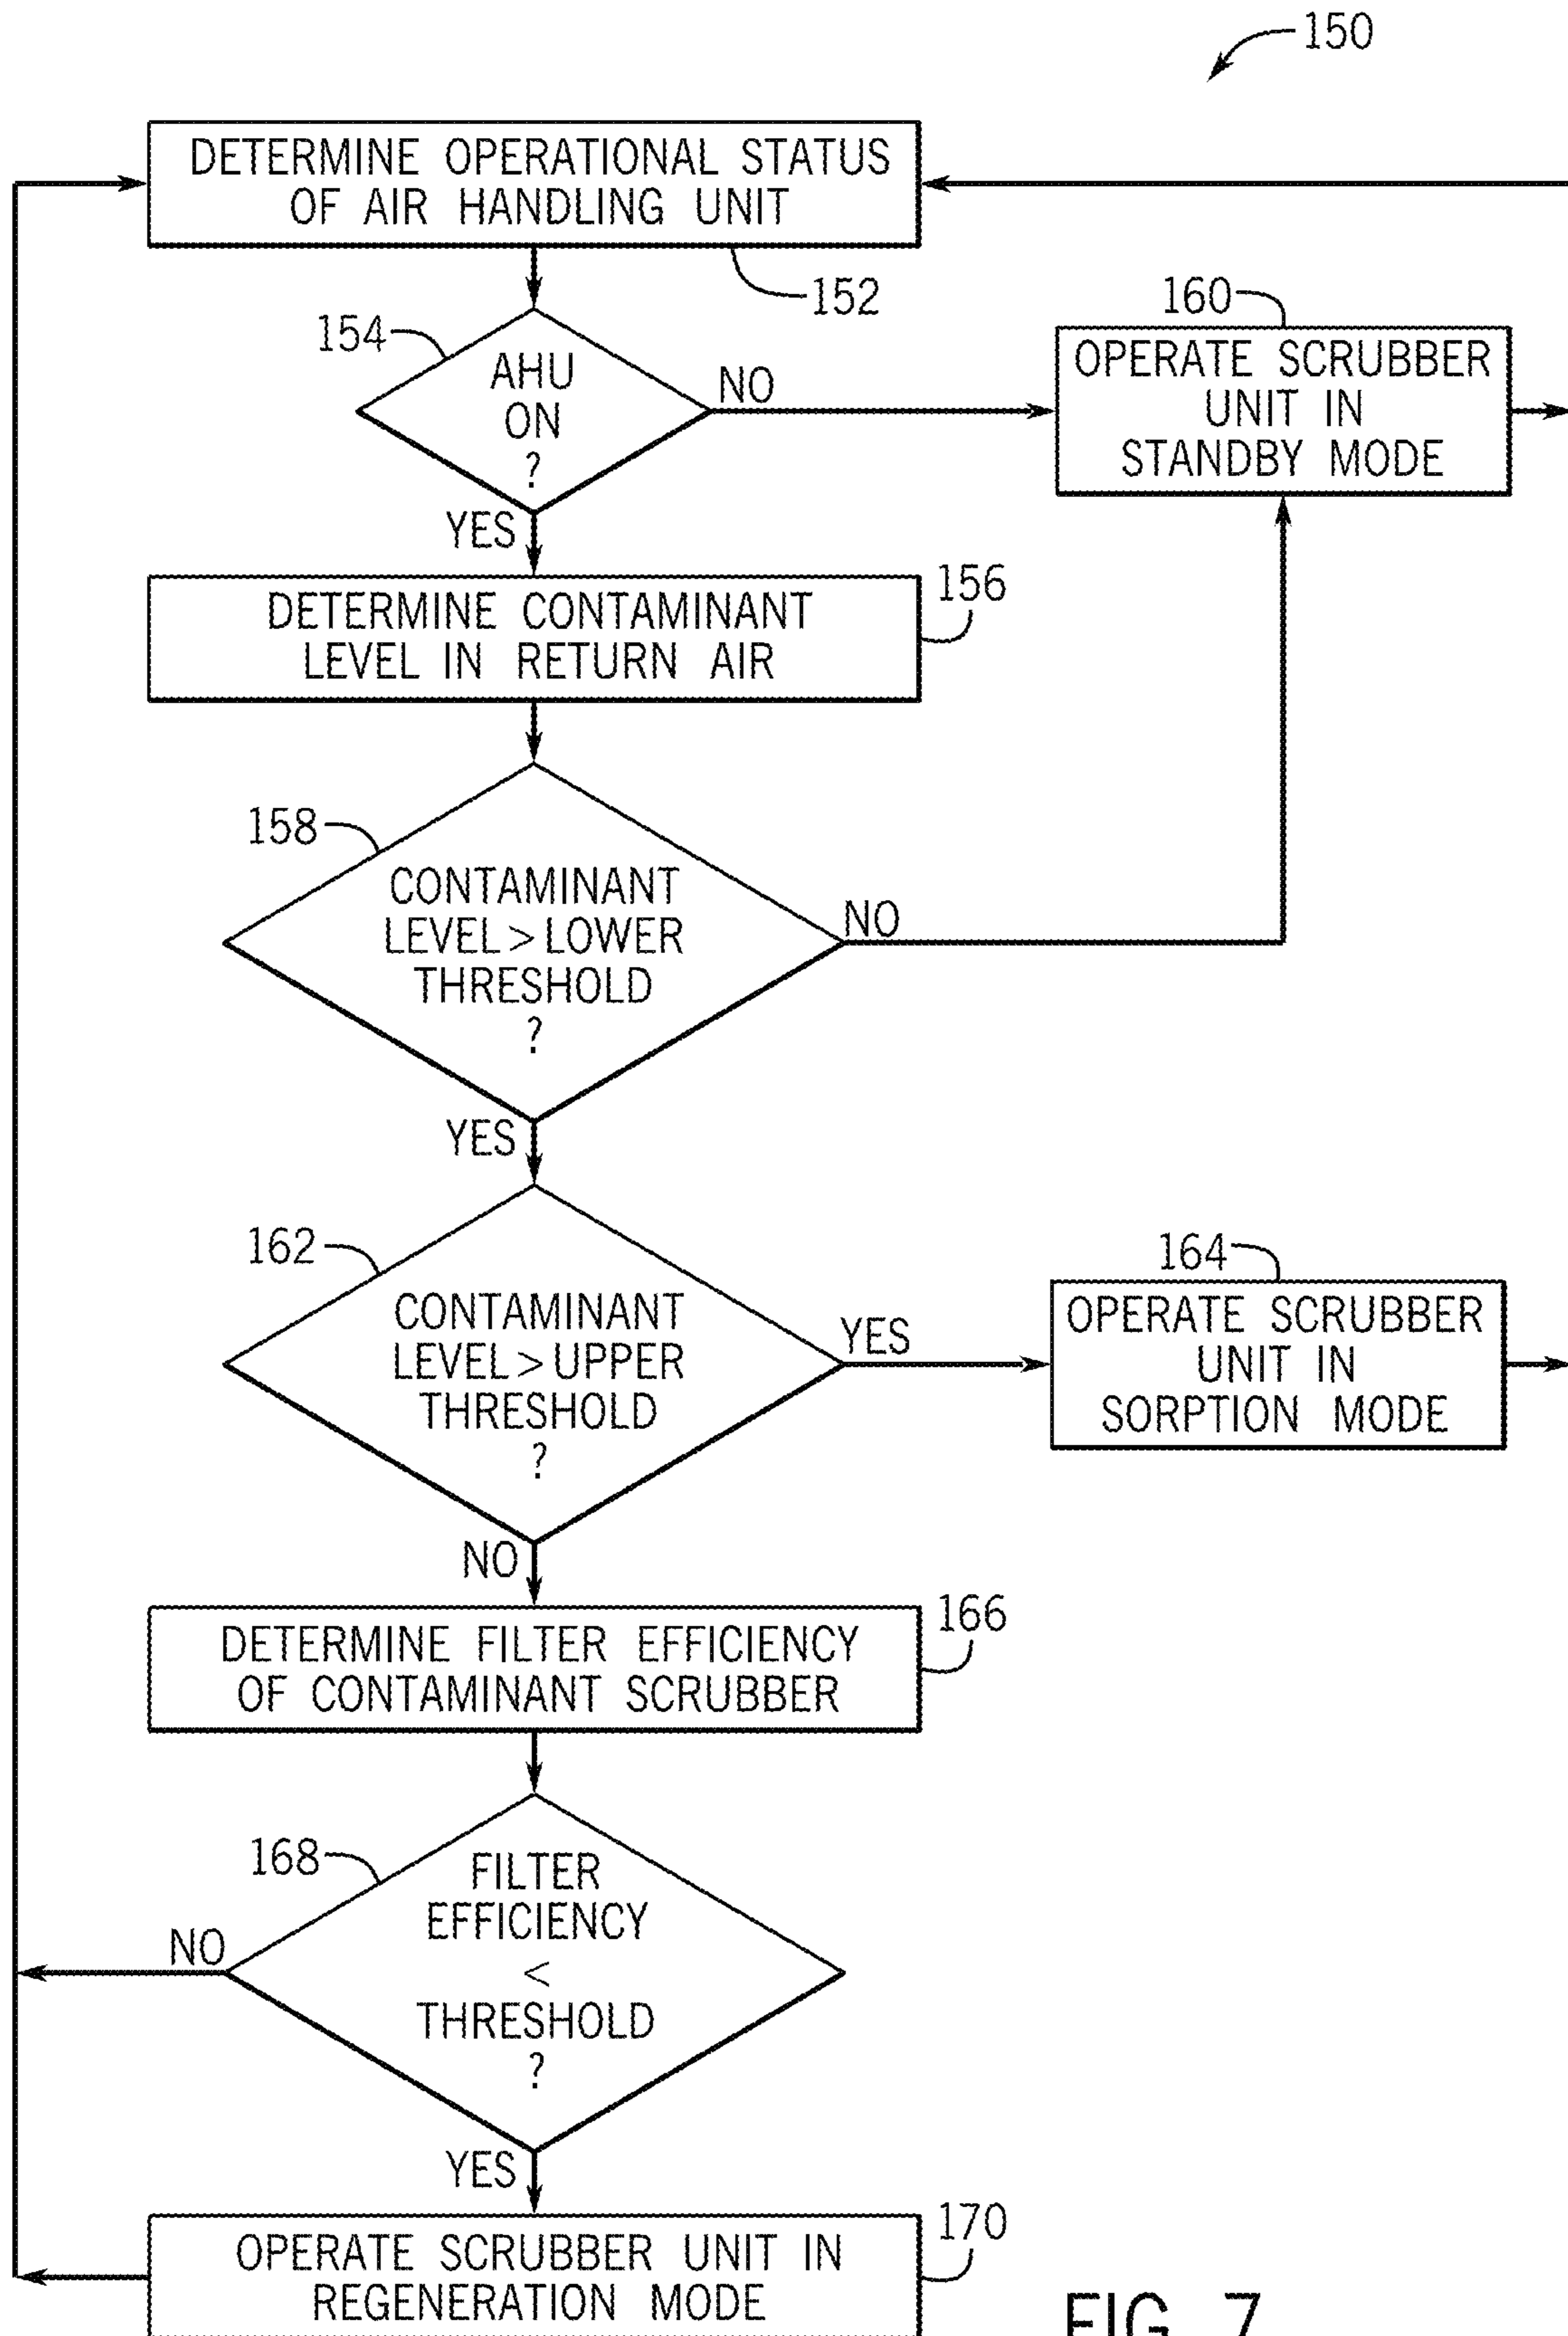 150
DETERMINE OPERATIONAL STATUS
OF AIR HANDLING UNIT
152
154
AHU
ON
?
NO
160
OPERATE SCRUBBER
UNIT IN
STANDBY MODE
YES
DETERMINE CONTAMINANT
LEVEL IN RETURN AIR
156
158
CONTAMINANT
LEVEL > LOWER
THRESHOLD
?
NO
YES
162
CONTAMINANT
LEVEL > UPPER
THRESHOLD
?
YES
164
OPERATE SCRUBBER
UNIT IN
SORPTION MODE
NO
DETERMINE FILTER EFFICIENCY
OF CONTAMINANT SCRUBBER
166
168
FILTER
EFFICIENCY
<
THRESHOLD
?
NO
YES
OPERATE SCRUBBER UNIT IN
REGENERATION MODE
170
FIG. 7